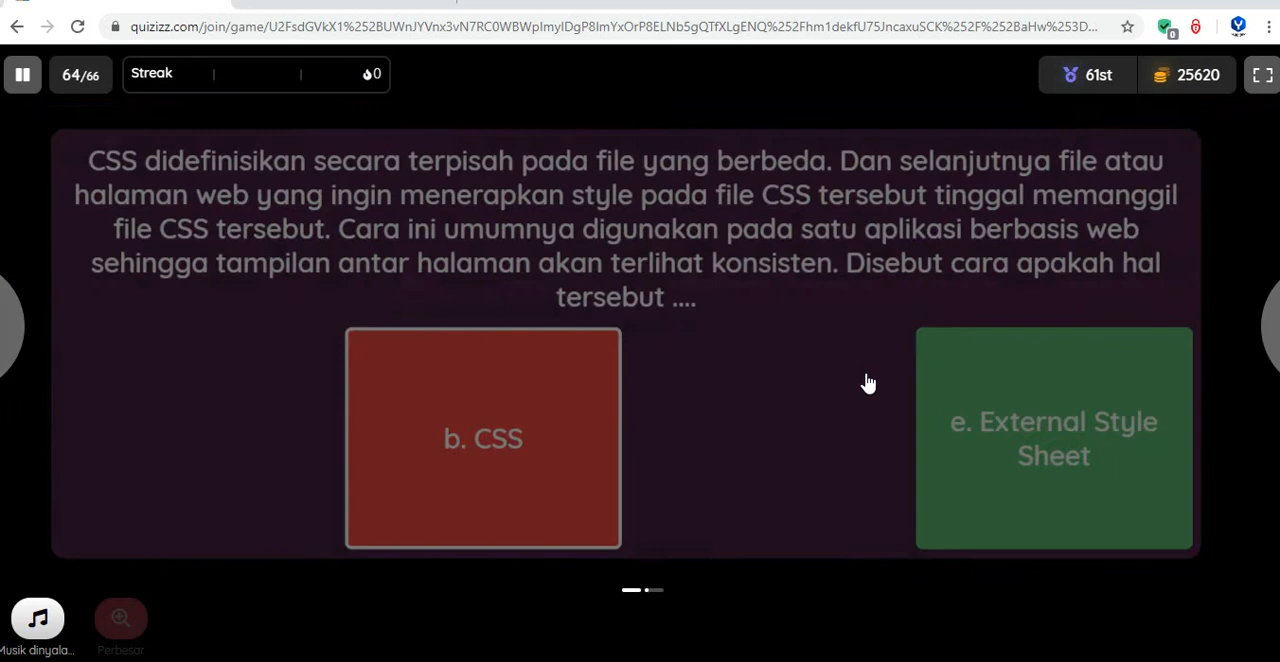 quizizz.com/join/game/U2FsdGVkX1%252BUWnJYVnx3vN7RC0WBWpImyIDgP8ImYxOrP8ELNb5gQTfXLgENQ%252Fhm1dekfU75JncaxuSCK%252F%252BaHw%253D...
0
64/66
Streak
0
61st
25620
CSS didefinisikan secara terpisah pada file yang berbeda. Dan selanjutnya file atau
halaman web yang ingin menerapkan style pada file CSS tersebut tinggal memanggil
file CSS tersebut. Cara ini umumnya digunakan pada satu aplikasi berbasis web
sehingga tampilan antar halaman akan terlihat konsisten. Disebut cara apakah hal
tersebut ....
b. CSS
e. External Style
Sheet
Musik dinyala...
Perbesar